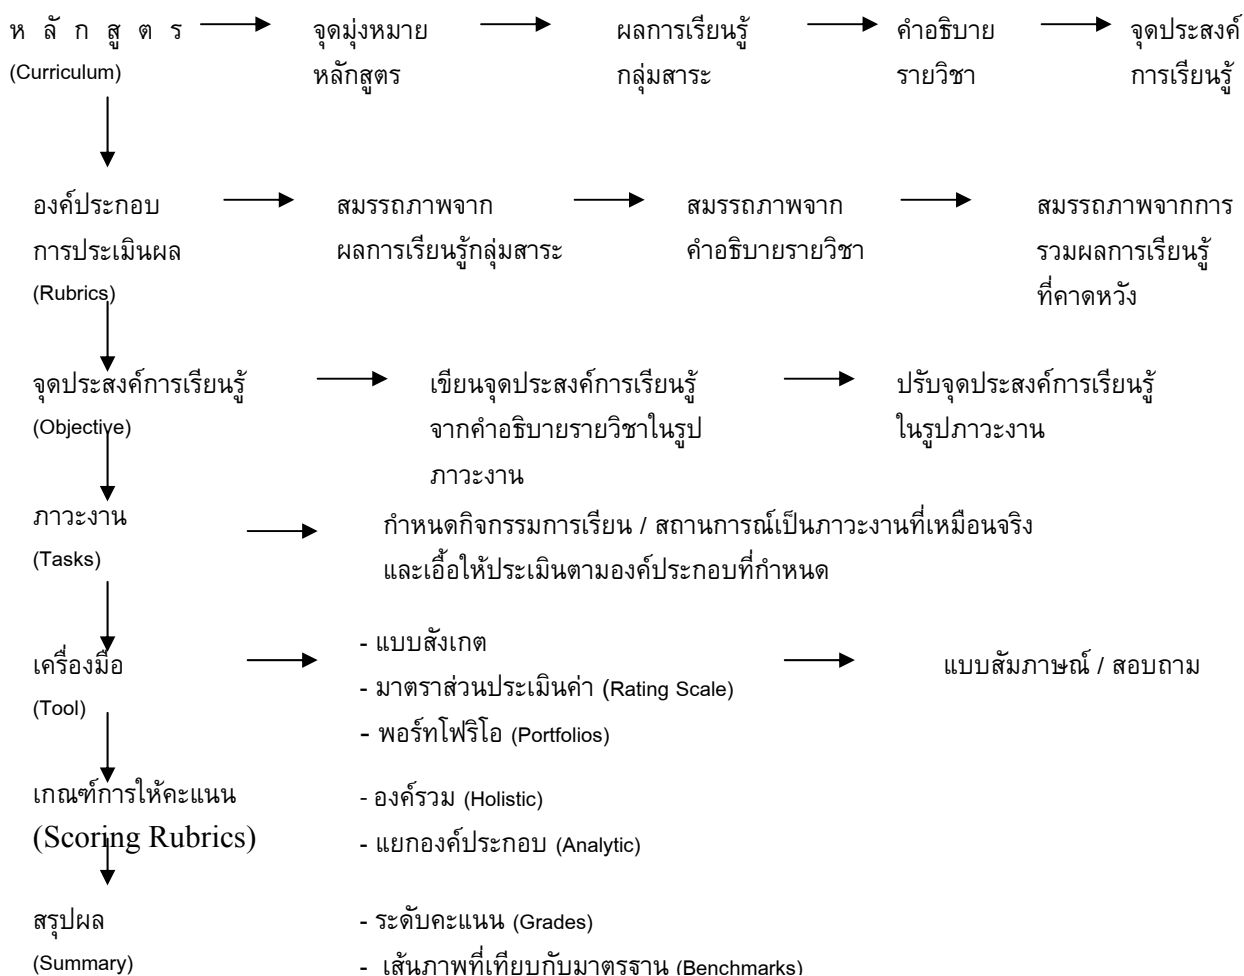 ห ลั ก สู ต ร จุดมุ่งหมาย ผลการเรียนรู้ คำอธิบาย จุดประสงค์
(Curriculum) หลักสูตร กลุ่มสาระ รายวิชา การเรียนรู้
องค์ประกอบ สมรรถภาพจาก สมรรถภาพจาก สมรรถภาพจากการ
การประเมินผล ผลการเรียนรู้กลุ่มสาระ คำอธิบายรายวิชา รวมผลการเรียนรู้
(Rubrics) ที่คาดหวัง
จุดประสงค์การเรียนรู้ เขียนจุดประสงค์การเรียนรู้ ปรับจุดประสงค์การเรียนรู้
(Objective) จากคำอธิบายรายวิชาในรูป ในรูปภาวะงาน
ภาวะงาน
ภาวะงาน กำหนดกิจกรรมการเรียน / สถานการณ์เป็นภาวะงานที่เหมือนจริง
(Tasks) และเอื้อให้ประเมินตามองค์ประกอบที่กำหนด
- แบบสังเกต
เครื่องมือ - มาตราส่วนประเมินค่า (Rating Scale) แบบสัมภาษณ์ / สอบถาม
(Tool) - พอร์ทโฟริโอ (Portfolios)
เกณฑ์การให้คะแนน - องค์รวม (Holistic)
(Scoring Rubrics) - แยกองค์ประกอบ (Analytic)
สรุปผล - ระดับคะแนน (Grades)
(Summary) - เส้นภาพที่เทียบกับมาตรฐาน (Benchmarks)